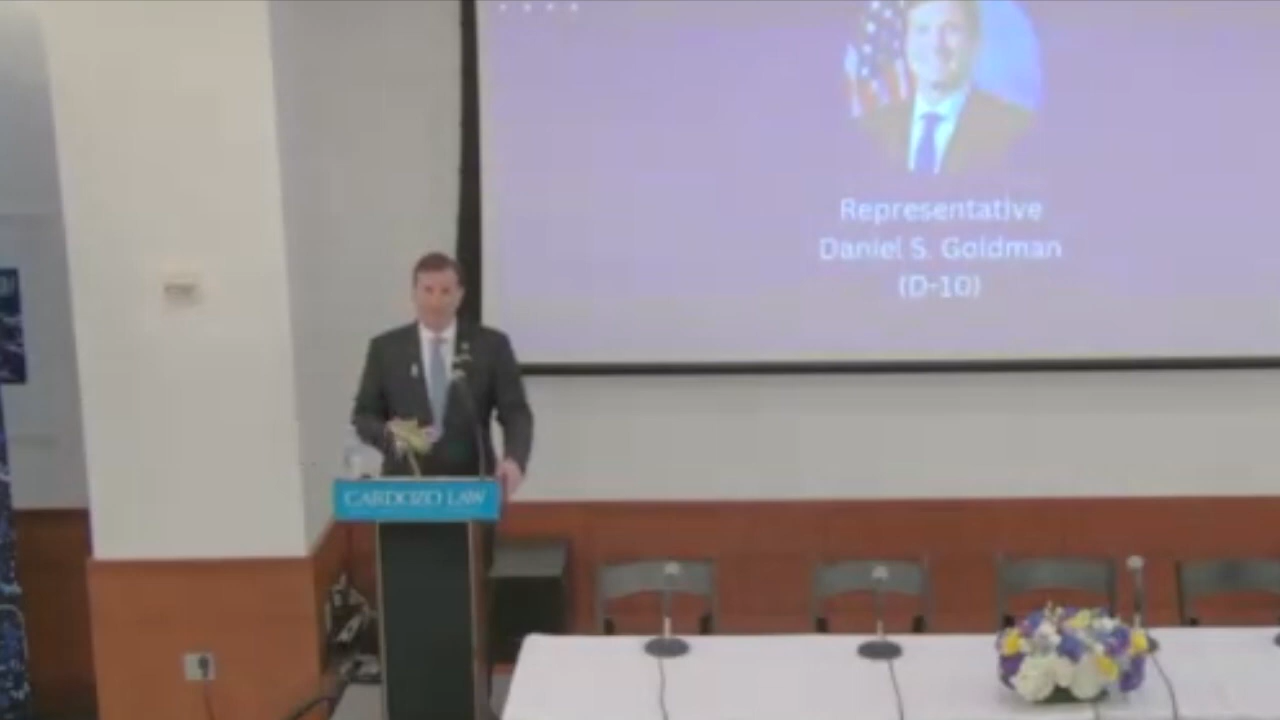 Representative
Daniel S. Goldman
(D-10)
CARDOZO LAW